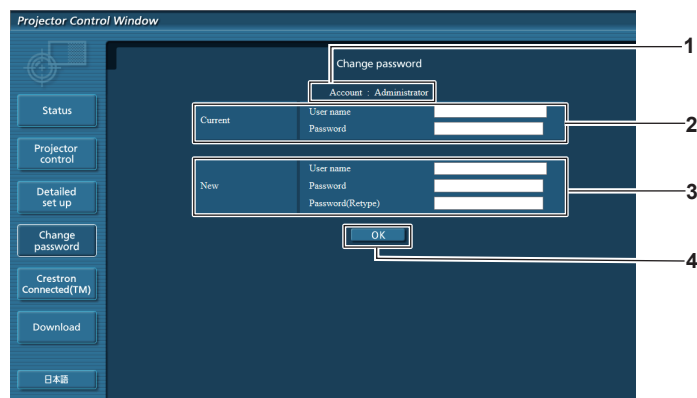 Projector Control Window
1
Change password
Account : Administrator
Status
Current
User name
Password
2
Projector
control
New
User name
Password
Password(Retype)
3
Detailed
set up
Change
password
OK
4
Crestron
Connected(TM)
Download
日本語